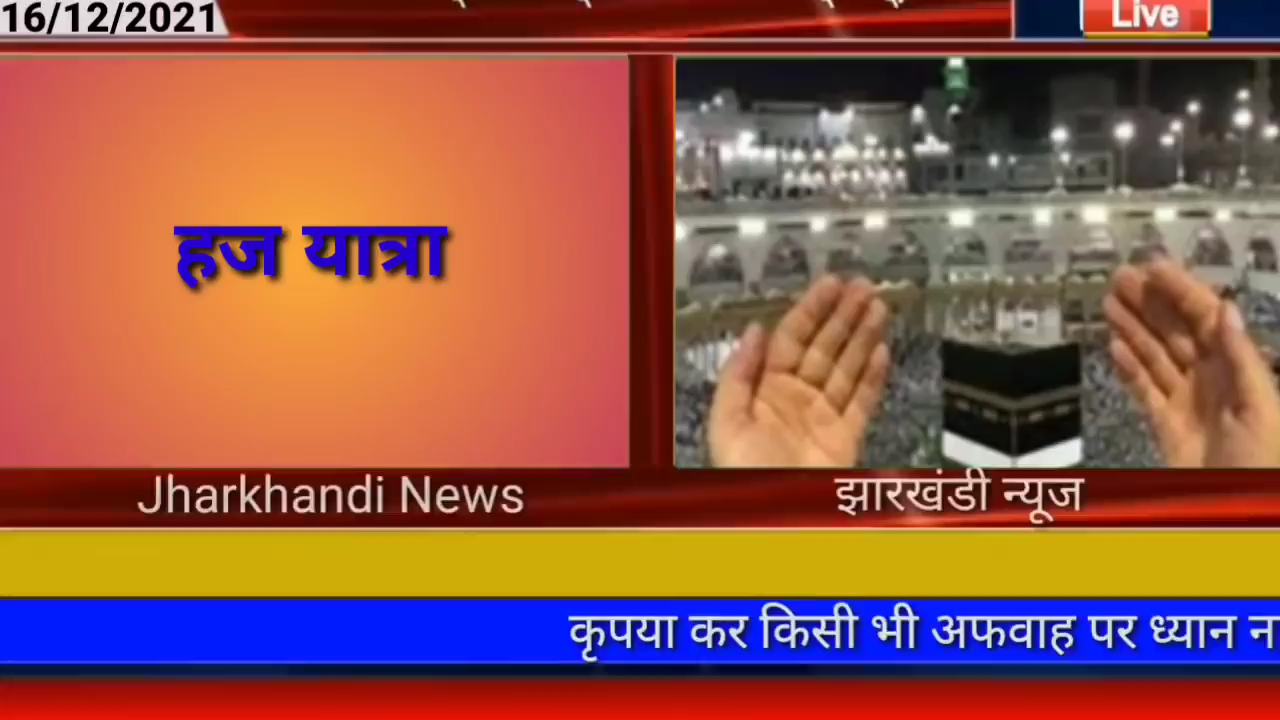 16/12/2021
Live
हज यात्रा
Jharkhandi News
झारखंडी न्यूज
कृपया कर किसी भी अफवाह पर ध्यान न